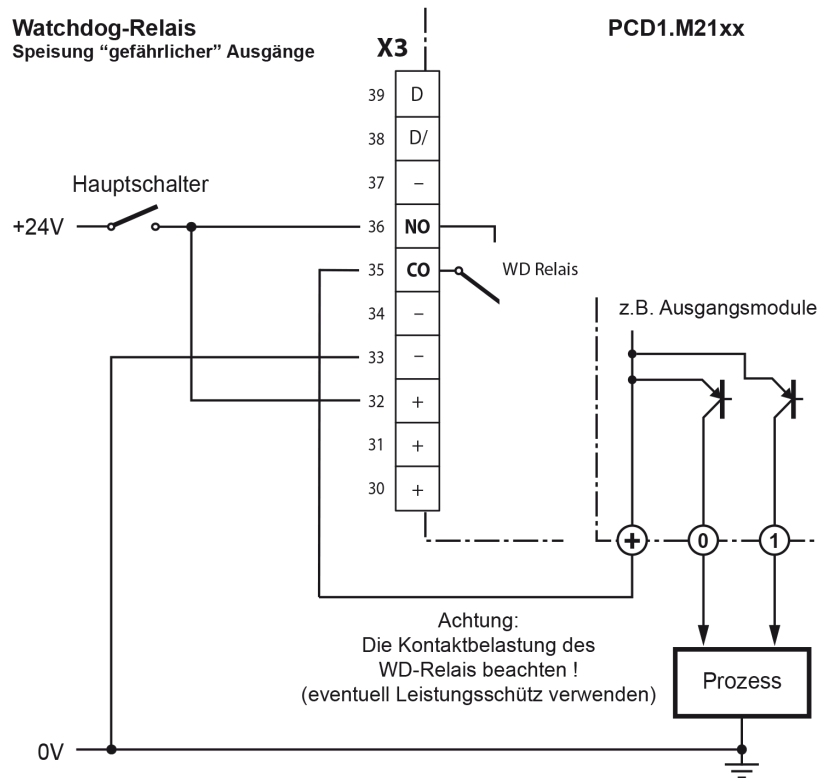 Watchdog-Relais
Speisung “gefährlicher” Ausgänge
X3
PCD1.M21xx
39 D
38 D/
37 –
Hauptschalter
+24V
36 NO
35 CO
WD Relais
34 –
z.B. Ausgangsmodule
33 –
32 +
31 +
30 +
+ 0 1
Achtung:
Die Kontaktbelastung des
WD-Relais beachten !
(eventuell Leistungsschütz verwenden)
Prozess
0V